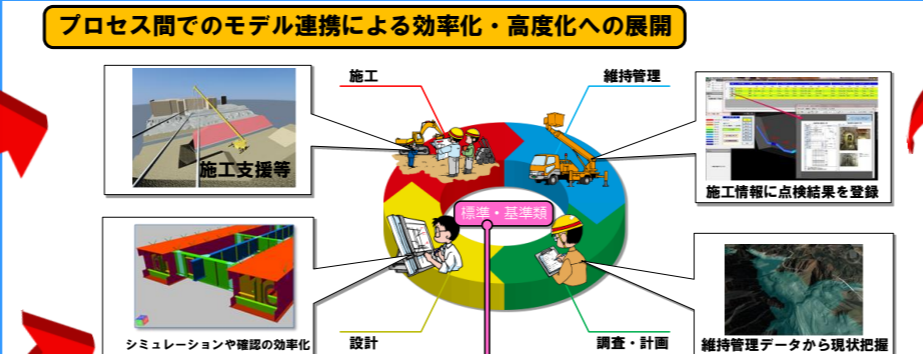 プロセス間でのモデル連携による効率化・高度化への展開
施工
維持管理
施工支援等
施工情報に点検結果を登録
標準・基準類
シミュレーションや確認の効率化
設計
調査・計画
維持管理データから現状把握